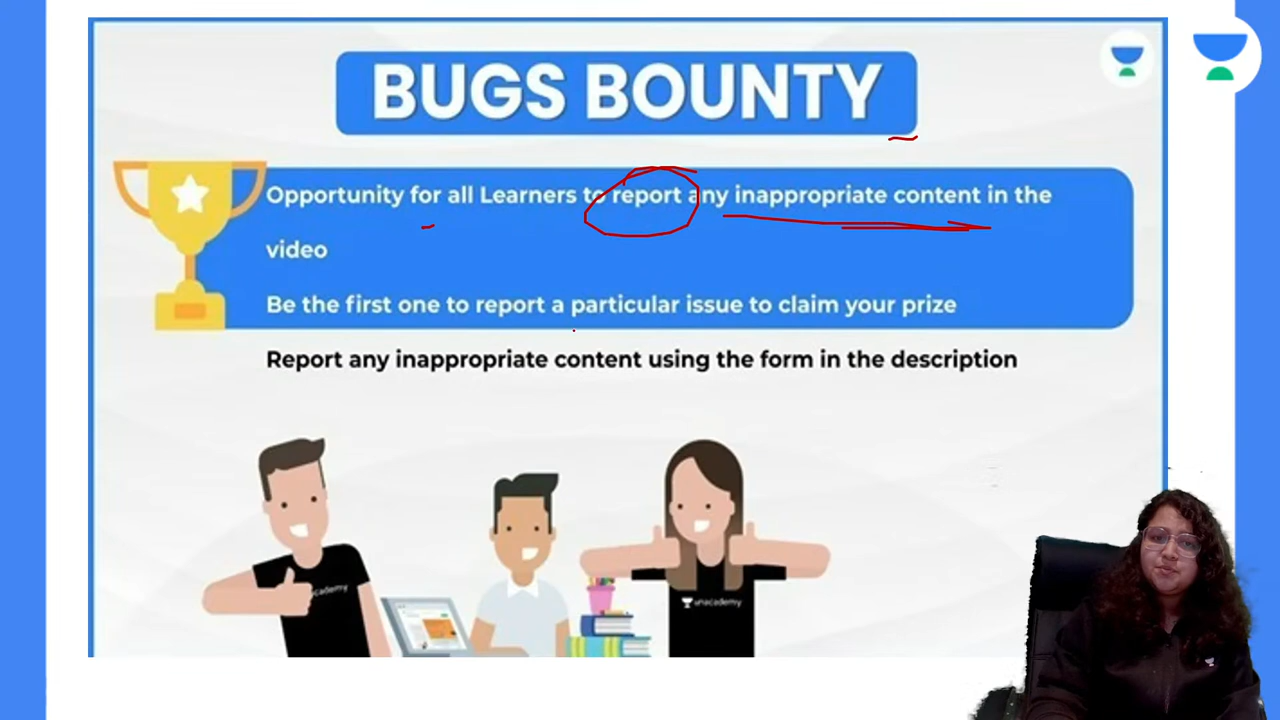 BUGS BOUNTY
Opportunity for all Learners to report any inappropriate content in the
video
Be the first one to report a particular issue to claim your prize
Report any inappropriate content using the form in the description
unacademy